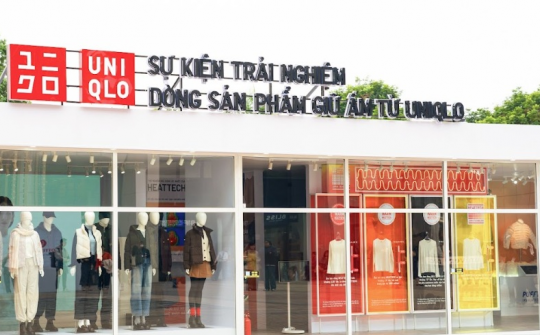 ユニ
クロ
UNI
QLO
SỰ KIỆN TRẢI NGHIỆM
DÒNG SẢN PHẨM GIỮ ẤM TỪ UNIQLO
HEATTECH